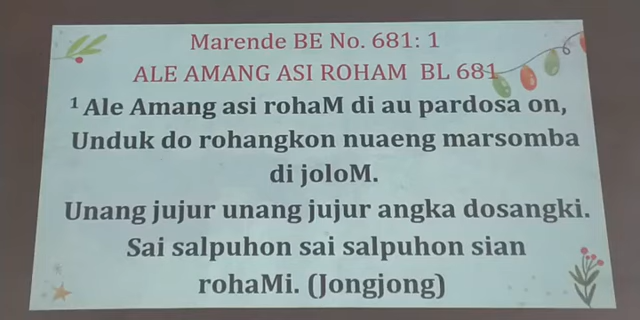 Marende BE No. 681: 1
ALE AMANG ASI ROHAM BL 681
¹ Ale Amang asi rohaM di au pardosa on,
Unduk do rohangkon nuaeng marsomba
di joloM.
Unang jujur unang jujur angka dosangki.
Sai salpuhon sai salpuhon sian
rohaMi. (Jongjong)